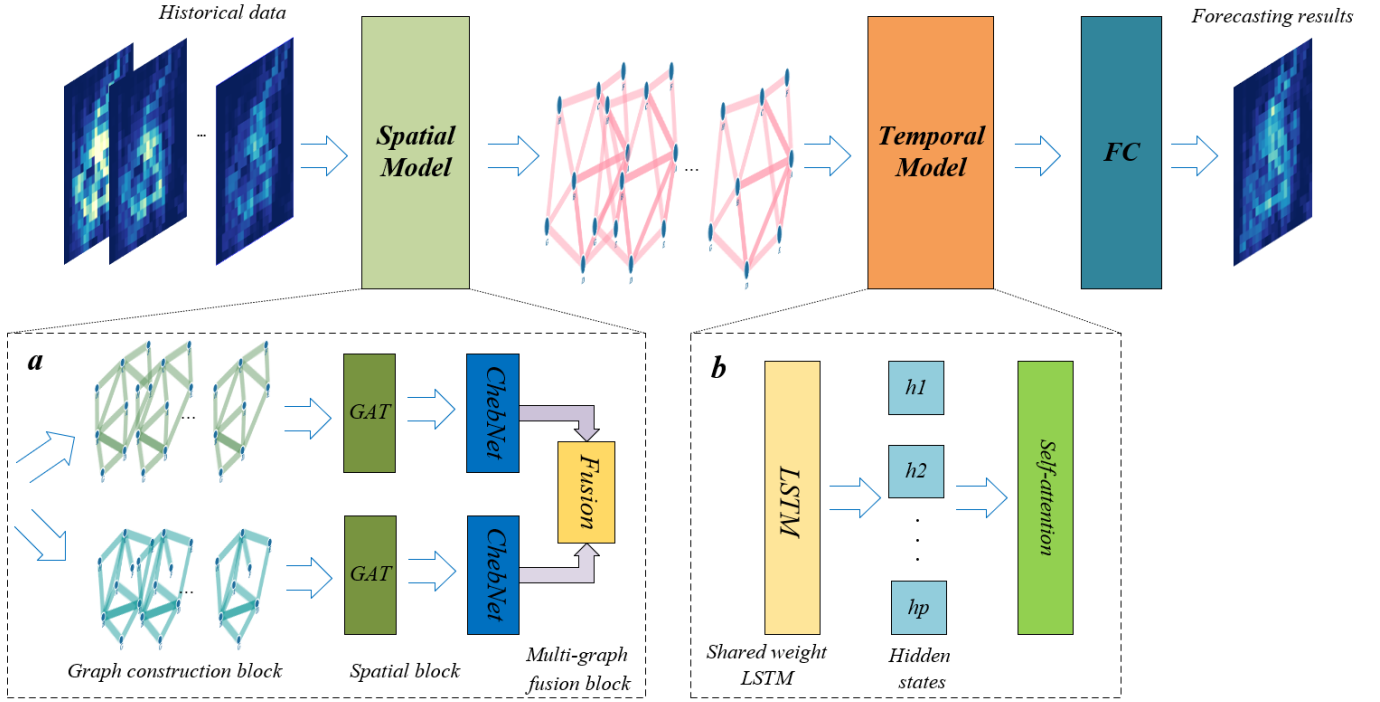 Historical data
Forecasting results
...
Spatial
Model
...
Temporal
Model
FC
a
...
GAT
ChebNet
Fusion
...
GAT
ChebNet
Graph construction block
Spatial block
Multi-graph
fusion block
b
LSTM
h1
h2
hp
Self-attention
Shared weight
LSTM
Hidden
states